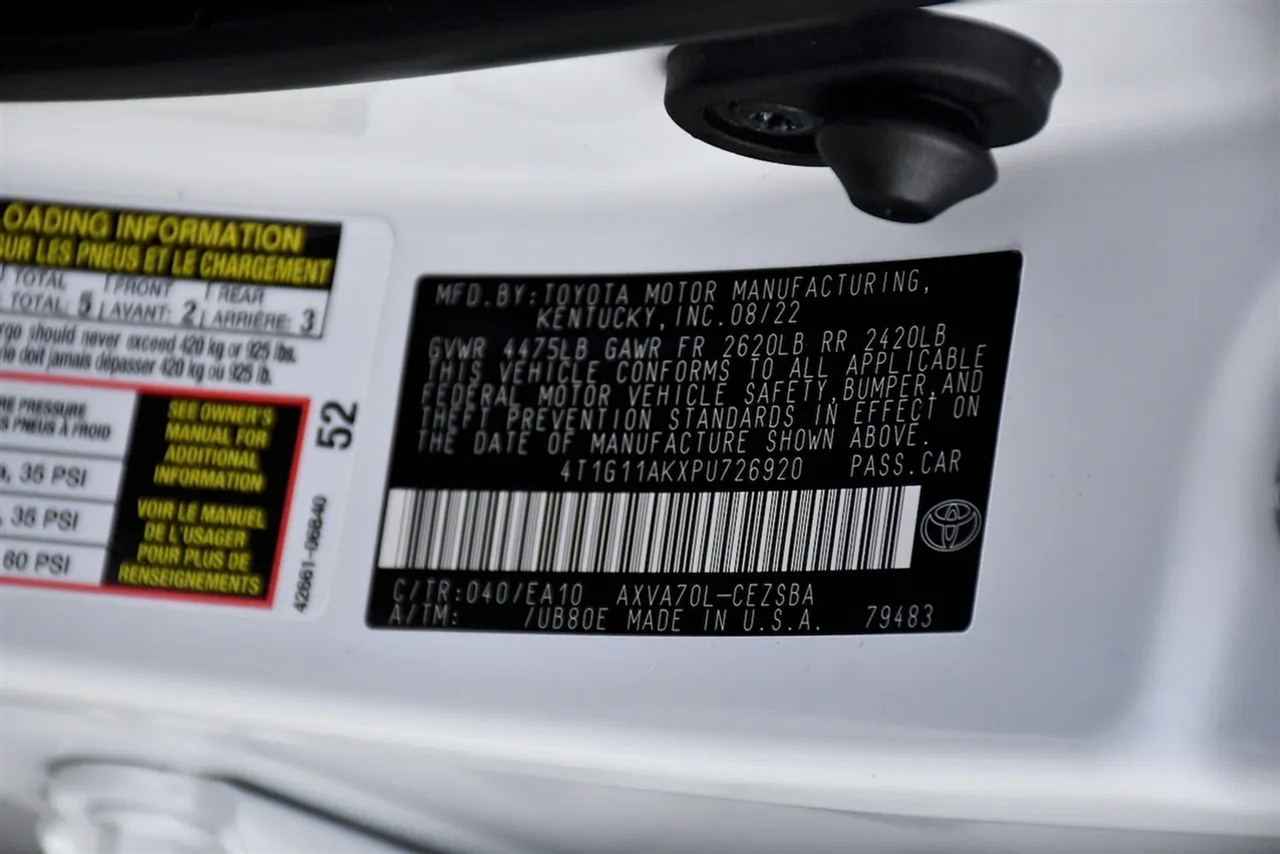 OADING INFORMATION
SUR LES PNEUS ET LE CHARGEMENT
TOTAL FRONT REAR
TOTAL: 5 AVANT: 2 ARRIÈRE: 3
rgo should never exceed 420 kg or 925 lbs.
rie doit jamais dépasser 420 kg ou 925 lb.
RE PRESSURE
S PNEUS À FROID
, 35 PSI
, 35 PSI
60 PSI
SEE OWNER'S
MANUAL FOR
ADDITIONAL
INFORMATION
VOIR LE MANUEL
DE L'USAGER
POUR PLUS DE
RENSEIGNEMENTS
52
42661-06B40
MFD.BY:TOYOTA MOTOR MANUFACTURING,
KENTUCKY,INC.08/22
GVWR 4475LB GAWR FR 2620LB RR 2420LB
THIS VEHICLE CONFORMS TO ALL APPLICABLE
FEDERAL MOTOR VEHICLE SAFETY,BUMPER,AND
THEFT PREVENTION STANDARDS IN EFFECT ON
THE DATE OF MANUFACTURE SHOWN ABOVE.
4T1G11AKXPU726920 PASS.CAR
C/TR:040/EA10 AXVA70L-CEZSBA
A/TM: /UB80E MADE IN U.S.A. 79483